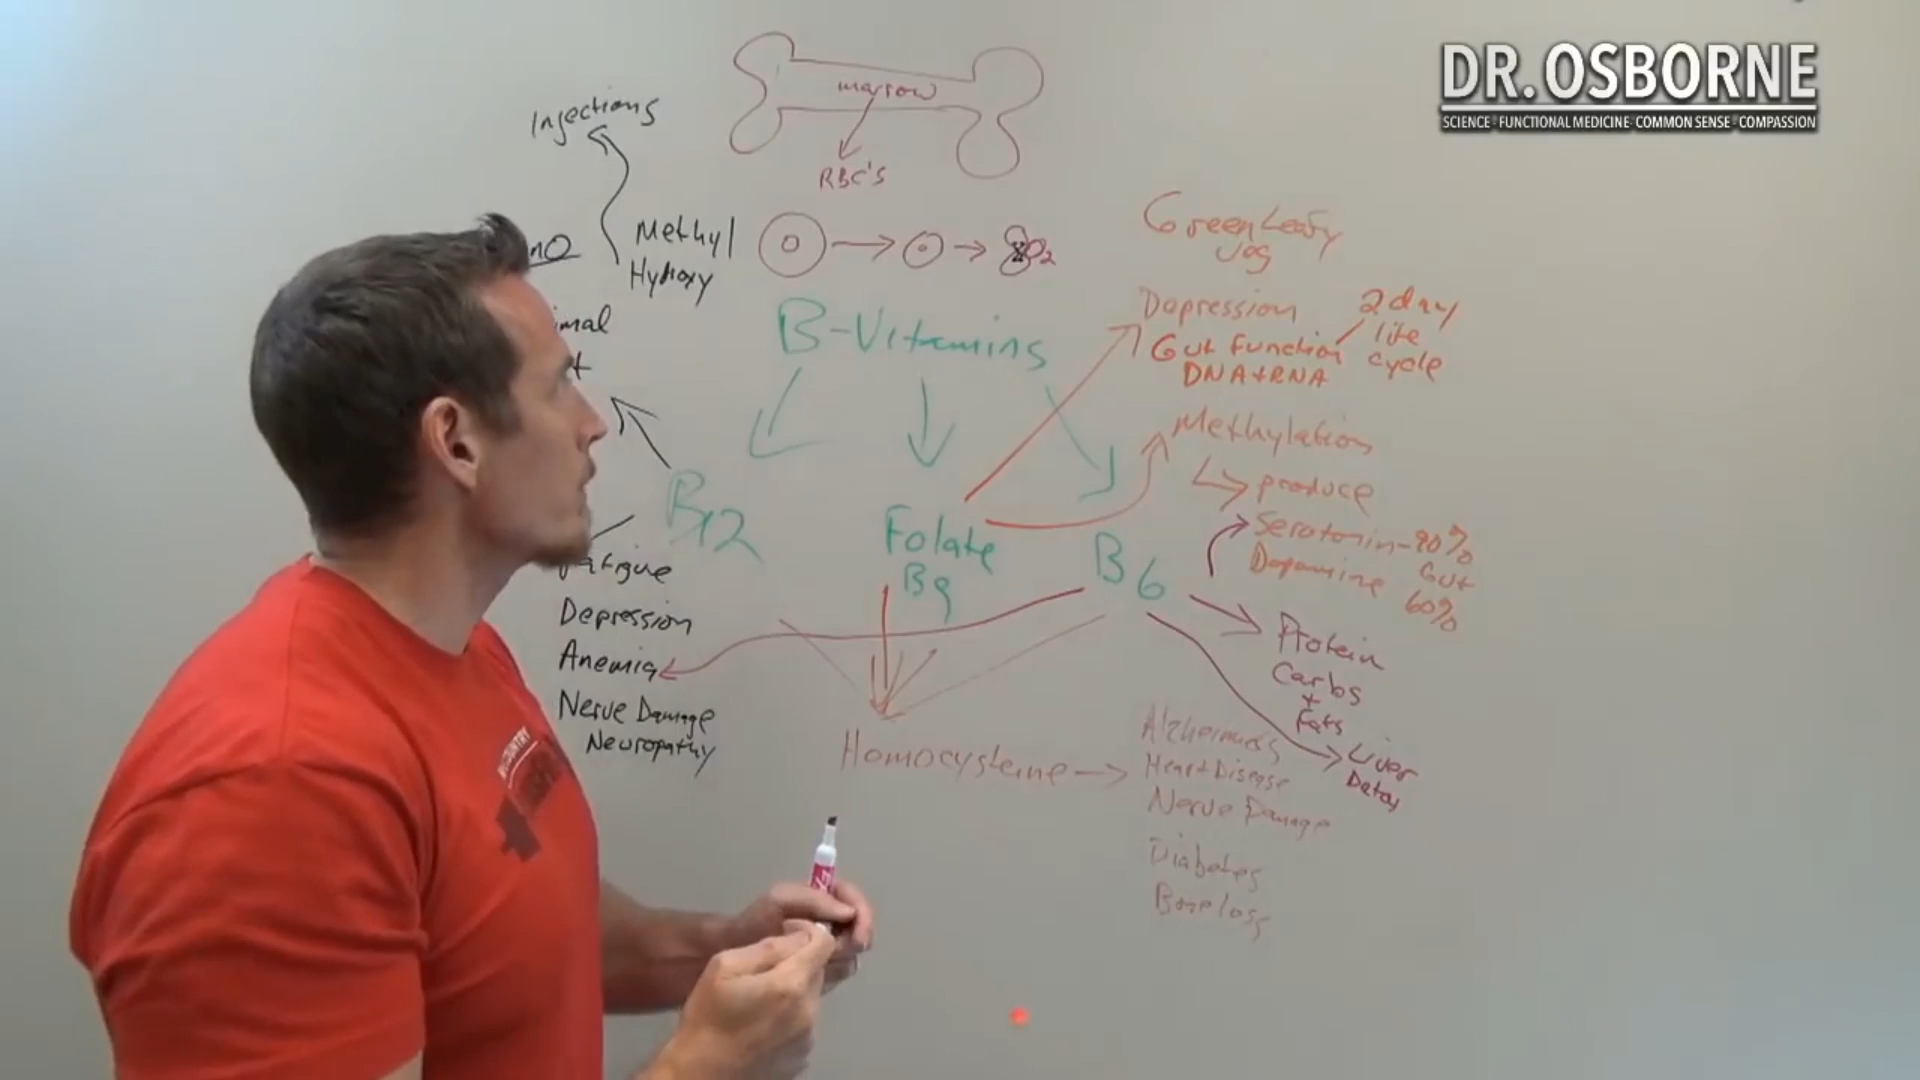 DR. OSBORNE
SCIENCE · FUNCTIONAL MEDICINE · COMMON SENSE · COMPASSION
marrow
RBC'S
Injections
Methyl
Hydroxy
O2
B-Vitamins
B12
Fatigue
Depression
Anemia
Nerve Damage
Neuropathy
Folate
B9
B6
Green Leafy
veg
Depression
Gut Function
DNA + RNA
2 day
life
cycle
Methylation
produce
Serotonin - 90%
Gut
Dopamine
60%
Protein
Carbs
+
Fats
Liver
Detox
Homocysteine
Alzheimers
Heart Disease
Nerve Damage
Diabetes
Bone loss